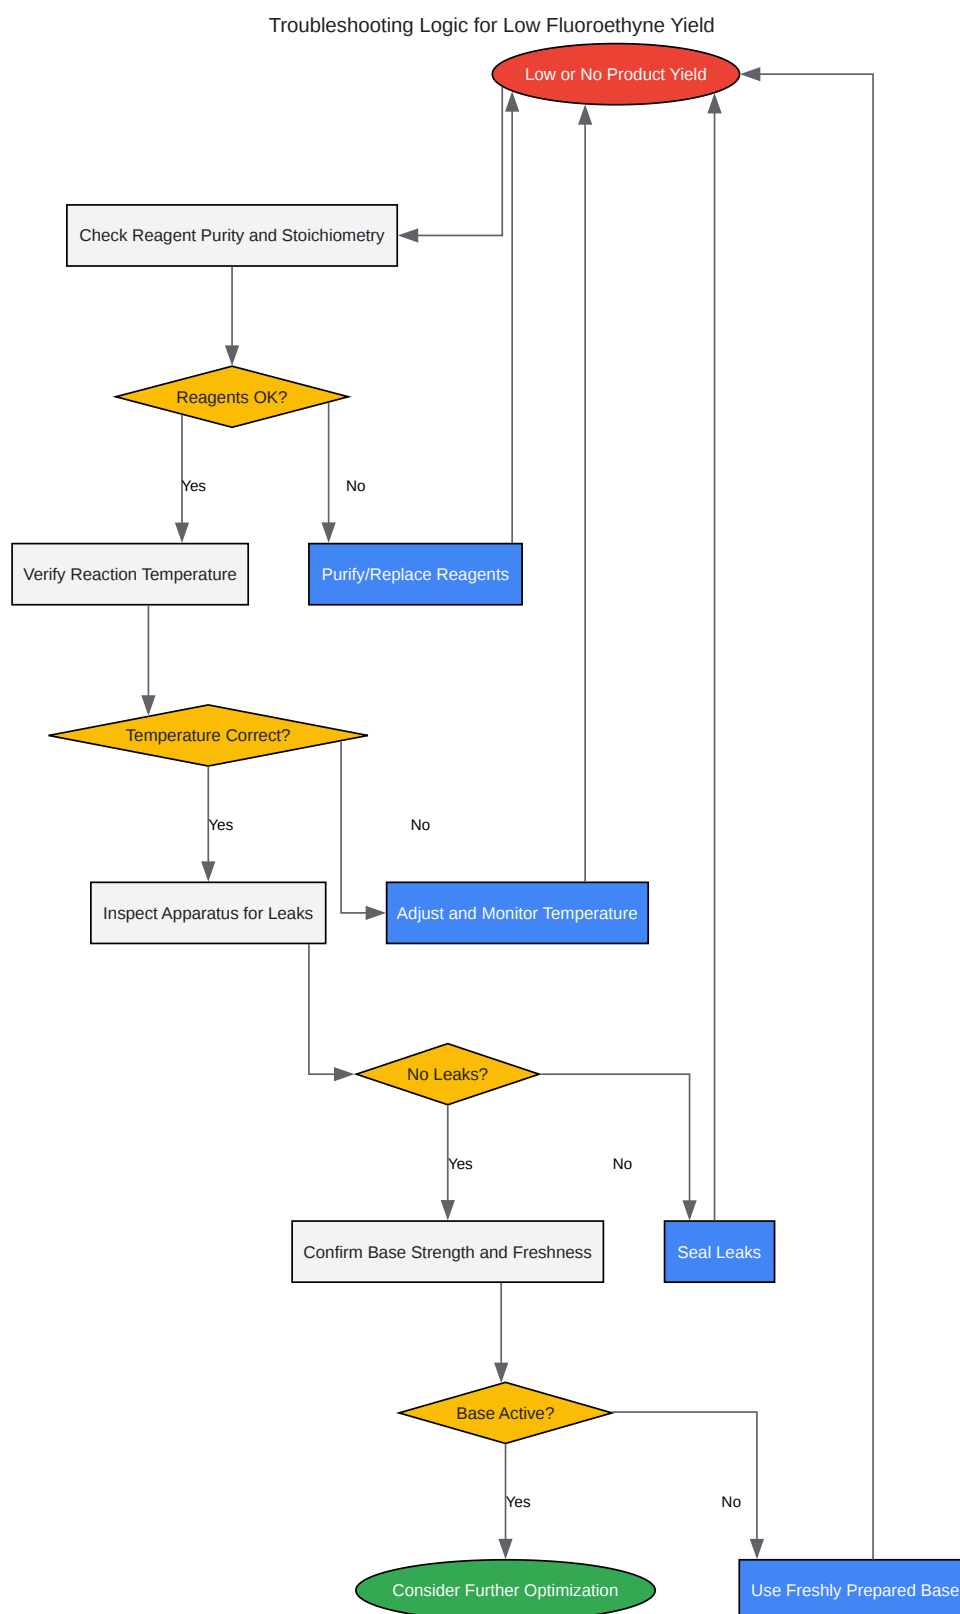 Troubleshooting Logic for Low Fluoroethyne Yield
Low or No Product Yield
Check Reagent Purity and Stoichiometry
Reagents OK?
Yes
No
Verify Reaction Temperature
Purify/Replace Reagents
Temperature Correct?
Yes
No
Inspect Apparatus for Leaks
Adjust and Monitor Temperature
No Leaks?
Yes
No
Confirm Base Strength and Freshness
Seal Leaks
Base Active?
Yes
No
Consider Further Optimization
Use Freshly Prepared Base